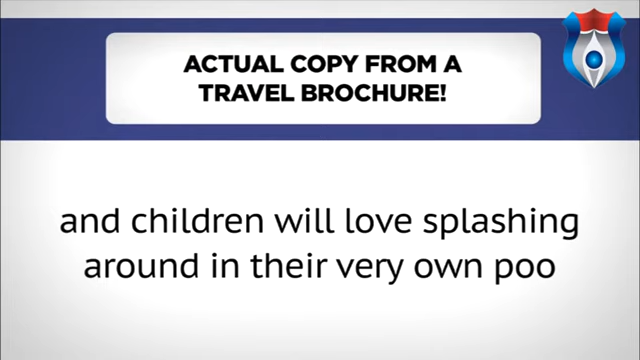 ACTUAL COPY FROM A
TRAVEL BROCHURE!
and children will love splashing
around in their very own poo